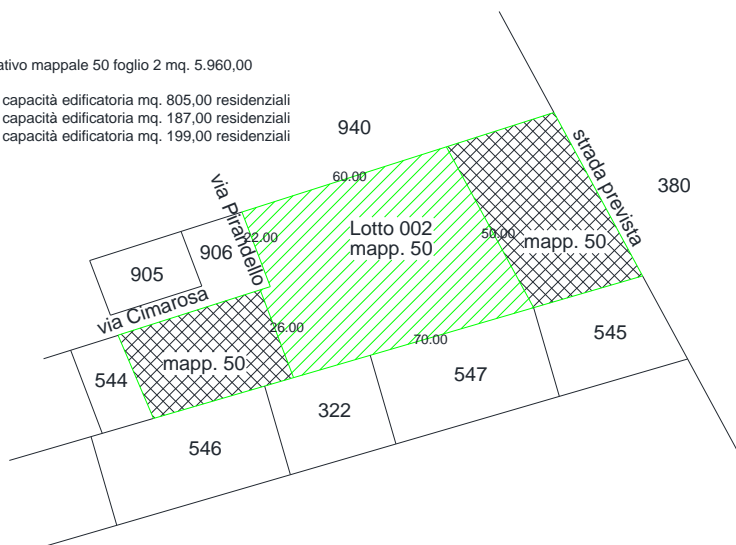 ativo mappale 50 foglio 2 mq. 5.960,00
capacità edificatoria mq. 805,00 residenziali
capacità edificatoria mq. 187,00 residenziali
capacità edificatoria mq. 199,00 residenziali
940
strada prevista
380
60.00
via Pirandello
Lotto 002
mapp. 50
22.00
50.00
mapp. 50
906
905
via Cimarosa
26.00
70.00
545
mapp. 50
544
547
322
546